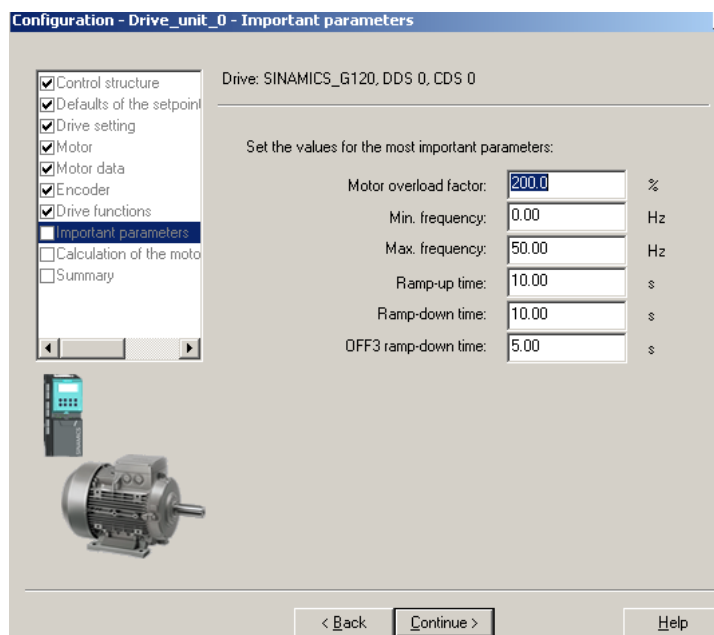 Configuration - Drive_unit_0 - Important parameters
Control structure
Defaults of the setpoint
Drive setting
Motor
Motor data
Encoder
Drive functions
Important parameters
Calculation of the moto
Summary
Drive: SINAMICS_G120, DDS 0, CDS 0
Set the values for the most important parameters:
Motor overload factor: 200.0 %
Min. frequency: 0.00 Hz
Max. frequency: 50.00 Hz
Ramp-up time: 10.00 s
Ramp-down time: 10.00 s
OFF3 ramp-down time: 5.00 s
SINAMICS
< Back
Continue >
Help